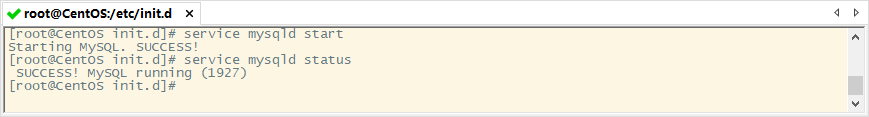 root@CentOS:/etc/init.d
[root@CentOS init.d]# service mysqld start
Starting MySQL. SUCCESS!
[root@CentOS init.d]# service mysqld status
 SUCCESS! MySQL running (1927)
[root@CentOS init.d]#